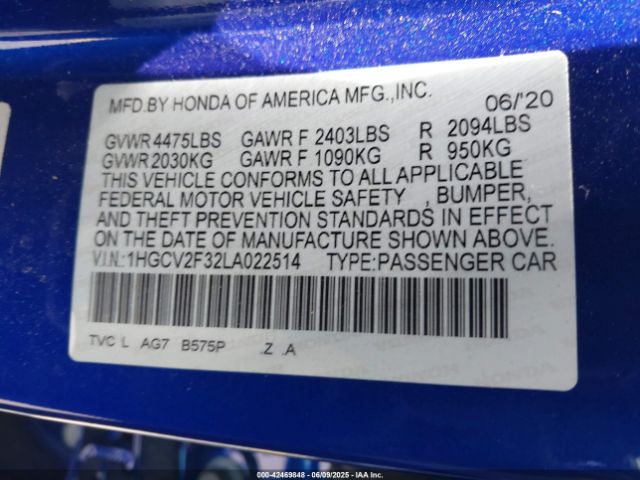 MFD.BY HONDA OF AMERICA MFG.,INC. 06/'20
GVWR 4475LBS GAWR F 2403LBS R 2094LBS
GVWR 2030KG GAWR F 1090KG R 950KG
THIS VEHICLE CONFORMS TO ALL APPLICABLE
FEDERAL MOTOR VEHICLE SAFETY , BUMPER,
AND THEFT PREVENTION STANDARDS IN EFFECT
ON THE DATE OF MANUFACTURE SHOWN ABOVE.
V.I.N.:1HGCV2F32LA022514 TYPE:PASSENGER CAR
TVC L AG7 B575P .Z .A
000-42469848 - 06/09/2025 - IAAI.COM